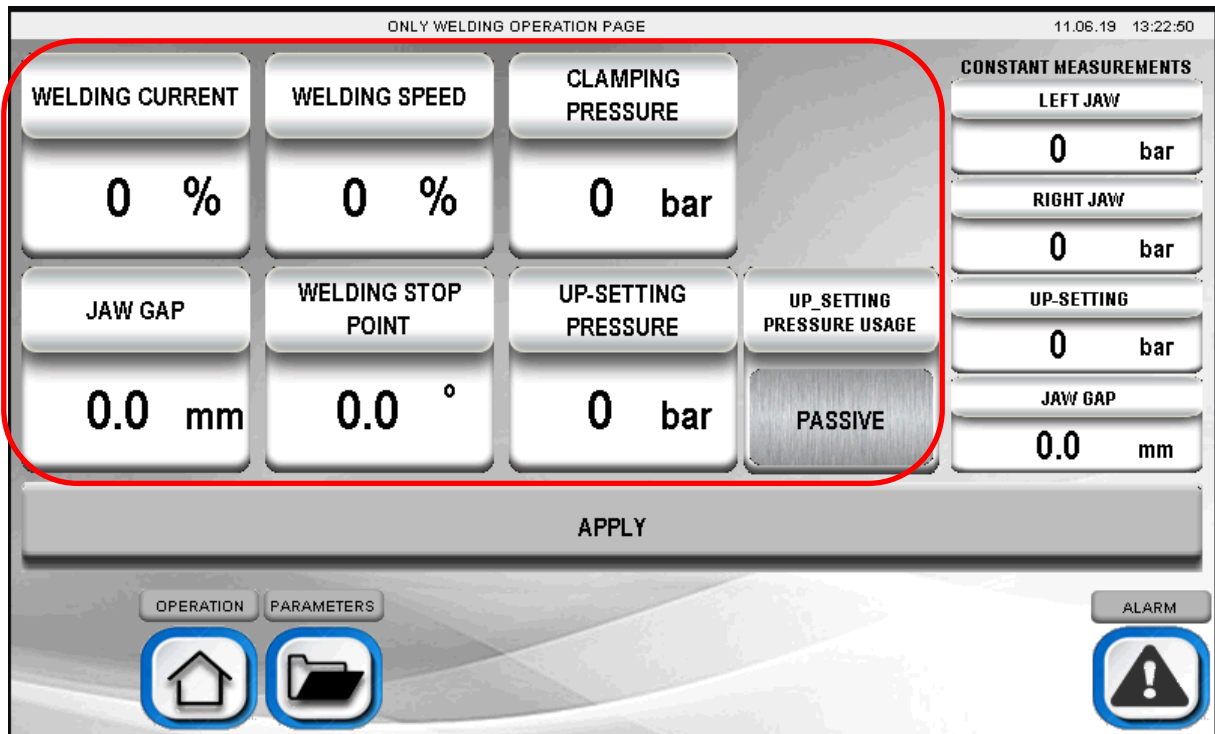 ONLY WELDING OPERATION PAGE
11.06.19 13:22:50
WELDING CURRENT
0 %
WELDING SPEED
0 %
CLAMPING
PRESSURE
0 bar
JAW GAP
0.0 mm
WELDING STOP
POINT
0.0 °
UP-SETTING
PRESSURE
0 bar
UP_SETTING
PRESSURE USAGE
PASSIVE
CONSTANT MEASUREMENTS
LEFT JAW
0 bar
RIGHT JAW
0 bar
UP-SETTING
0 bar
JAW GAP
0.0 mm
APPLY
OPERATION
PARAMETERS
ALARM